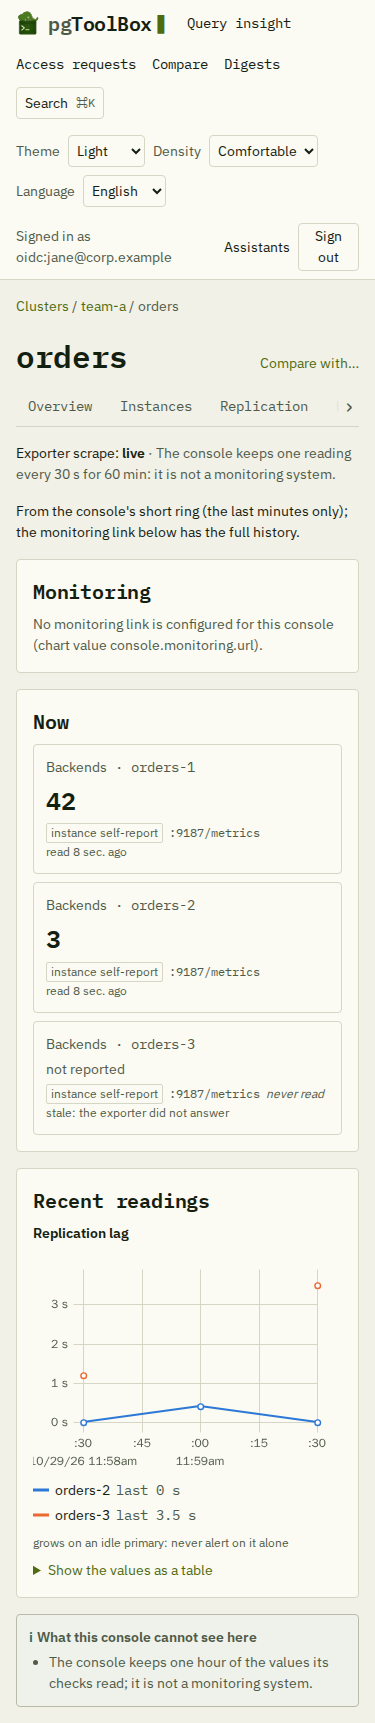 pgToolBox Query insight
Access requests Compare Digests
Search ⌘K
Theme Light Density Comfortable
Language English
Signed in as
oidc:jane@corp.example
Assistants
Sign
out
Clusters / team-a / orders
orders
Compare with...
Overview Instances Replication ›
Exporter scrape: live · The console keeps one reading
every 30 s for 60 min: it is not a monitoring system.
From the console's short ring (the last minutes only);
the monitoring link below has the full history.
Monitoring
No monitoring link is configured for this console
(chart value console.monitoring.url).
Now
Backends · orders-1
42
instance self-report :9187/metrics
read 8 sec. ago
Backends · orders-2
3
instance self-report :9187/metrics
read 8 sec. ago
Backends · orders-3
not reported
instance self-report :9187/metrics never read
stale: the exporter did not answer
Recent readings
Replication lag
3 s
2 s
1 s
0 s
:30 :45 :00 :15 :30
10/29/26 11:58am 11:59am
orders-2 last 0 s
orders-3 last 3.5 s
grows on an idle primary: never alert on it alone
▶ Show the values as a table
i What this console cannot see here
• The console keeps one hour of the values its
checks read; it is not a monitoring system.